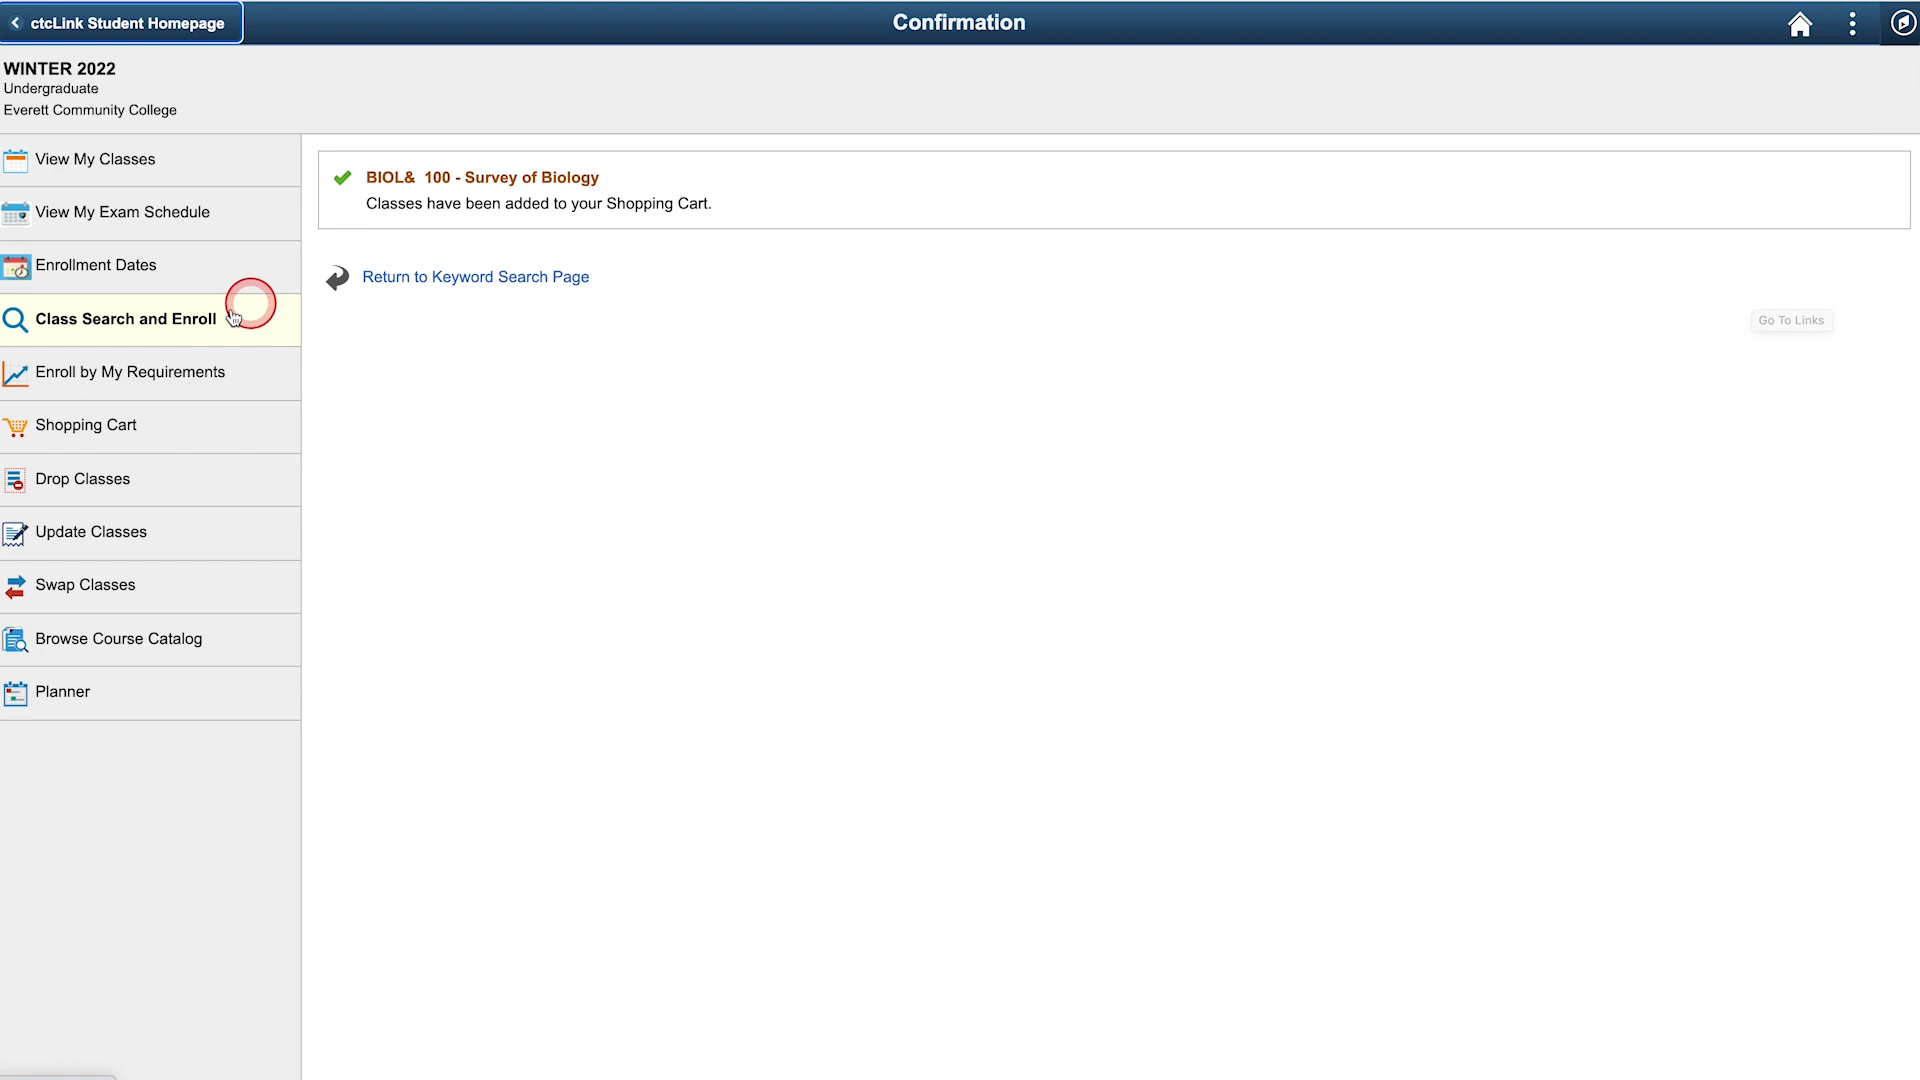 ctcLink Student Homepage
Confirmation
WINTER 2022
Undergraduate
Everett Community College
View My Classes
View My Exam Schedule
Enrollment Dates
Class Search and Enroll
Enroll by My Requirements
Shopping Cart
Drop Classes
Update Classes
Swap Classes
Browse Course Catalog
Planner
BIOL&  100 - Survey of Biology
Classes have been added to your Shopping Cart.
Return to Keyword Search Page
Go To Links